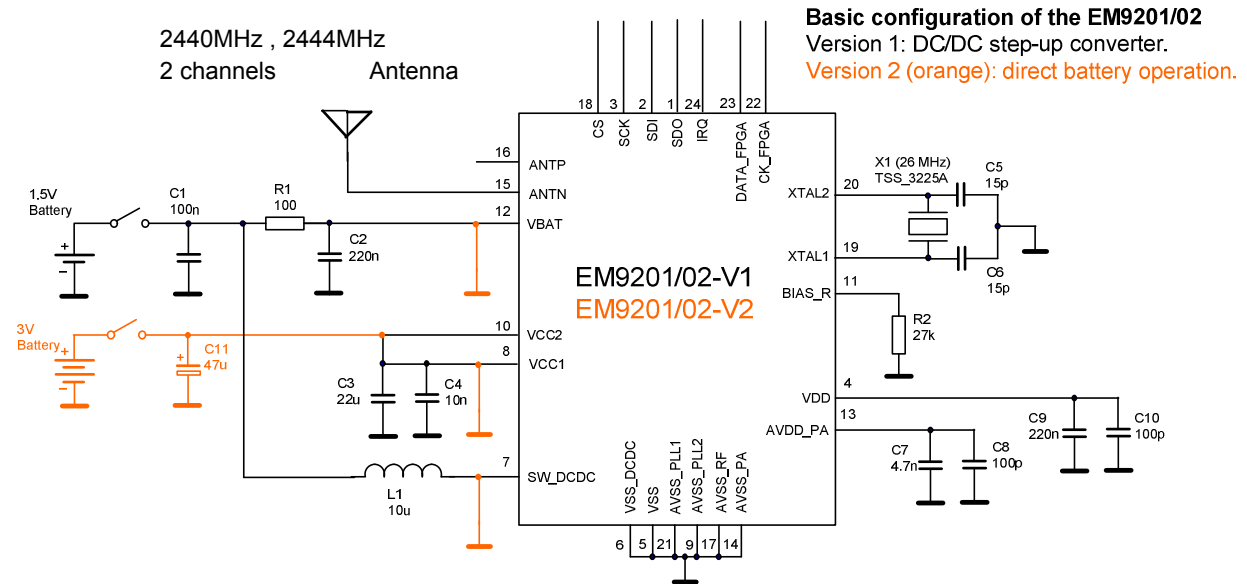 Basic configuration of the EM9201/02
Version 1: DC/DC step-up converter.
Version 2 (orange): direct battery operation.
2440MHz , 2444MHz
2 channels Antenna
18 3 2 1 24 23 22
CS SCK SDI SDO IRQ DATA_FPGA CK_FPGA
16 ANTP
15 ANTN
12 VBAT
10 VCC2
8 VCC1
7 SW_DCDC
1.5V
Battery
+
−
C1
100n
R1
100
C2
220n
3V
Battery
+
−
+
C11
47u
C3
22u
C4
10n
L1
10u
EM9201/02-V1
EM9201/02-V2
XTAL2 20
XTAL1 19
BIAS_R 11
VDD 4
AVDD_PA 13
X1 (26 MHz)
TSS_3225A
C5
15p
C6
15p
R2
27k
C9
220n
C10
100p
C7
4.7n
C8
100p
VSS_DCDC VSS AVSS_PLL1 AVSS_PLL2 AVSS_RF AVSS_PA
6 5 21 9 17 14